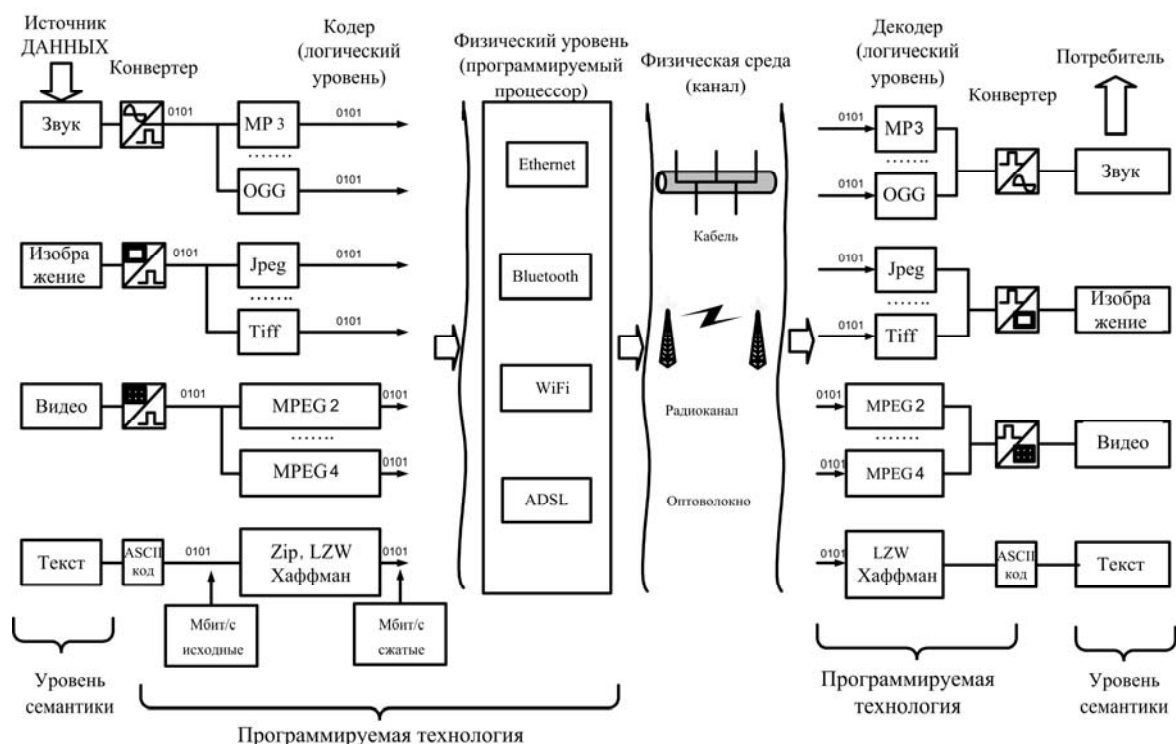 Источник
ДАННЫХ
Конвертер
Кодер
(логический
уровень)
Физический уровень
(программируемый
процессор)
Физическая среда
(канал)
Декодер
(логический
уровень)
Конвертер
Потребитель
Звук
0101
MP 3
0101
........
OGG
0101
Ethernet
Кабель
0101
MP3
........
0101
OGG
Звук
Изобра
жение
0101
Jpeg
0101
........
Tiff
0101
Bluetooth
0101
Jpeg
........
0101
Tiff
Изобра
жение
Видео
0101
MPEG 2
0101
........
MPEG 4
0101
WiFi
Радиоканал
0101
MPEG 2
........
0101
MPEG 4
Видео
ADSL
Оптоволокно
Текст
ASCII
код
0101
Zip, LZW
Хаффман
0101
0101
LZW
Хаффман
ASCII
код
Текст
Мбит/с
исходные
Мбит/с
сжатые
Уровень
семантики
Программируемая технология
Программируемая
технология
Уровень
семантики